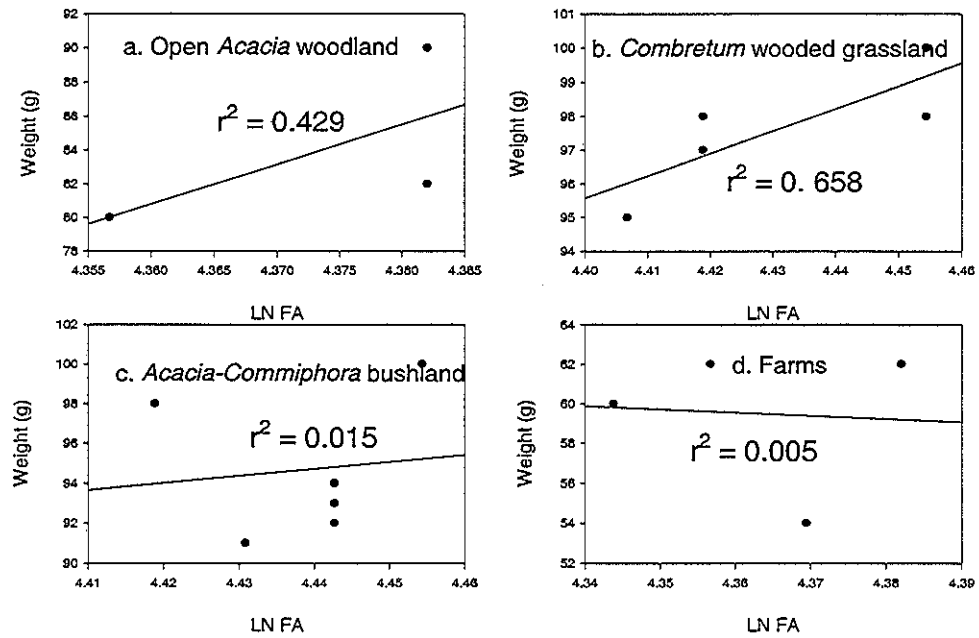 92
90
88
86
84
82
80
78
Weight (g)
a. Open Acacia woodland
r² = 0.429
4.355 4.360 4.365 4.370 4.375 4.380 4.385
LN FA
101
100
99
98
97
96
95
94
Weight (g)
b. Combretum wooded grassland
r² = 0. 658
4.40 4.41 4.42 4.43 4.44 4.45 4.46
LN FA
102
100
98
96
94
92
90
Weight (g)
c. Acacia-Commiphora bushland
r² = 0.015
4.41 4.42 4.43 4.44 4.45 4.46
LN FA
64
62
60
58
56
54
52
Weight (g)
d. Farms
r² = 0.005
4.34 4.35 4.36 4.37 4.38 4.39
LN FA